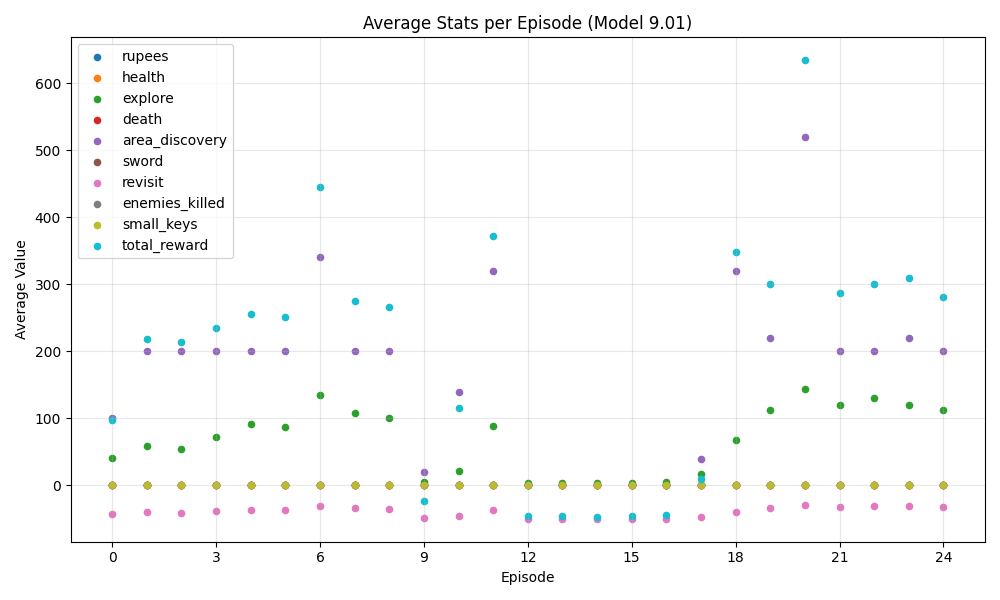 Average Stats per Episode (Model 9.01)
rupees
health
explore
death
area_discovery
sword
revisit
enemies_killed
small_keys
total_reward
600
500
400
300
200
100
0
Average Value
0 3 6 9 12 15 18 21 24
Episode